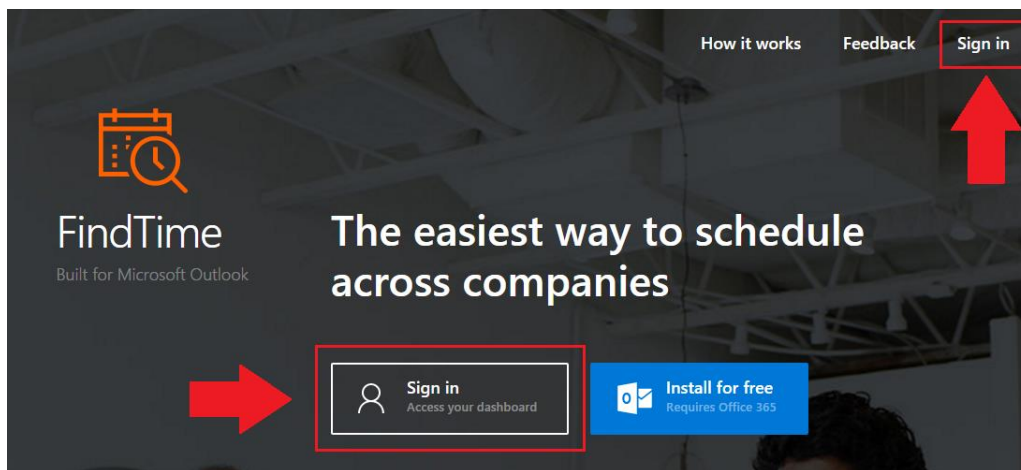 How it works Feedback Sign in
FindTime
Built for Microsoft Outlook
The easiest way to schedule
across companies
Sign in
Access your dashboard
Install for free
Requires Office 365